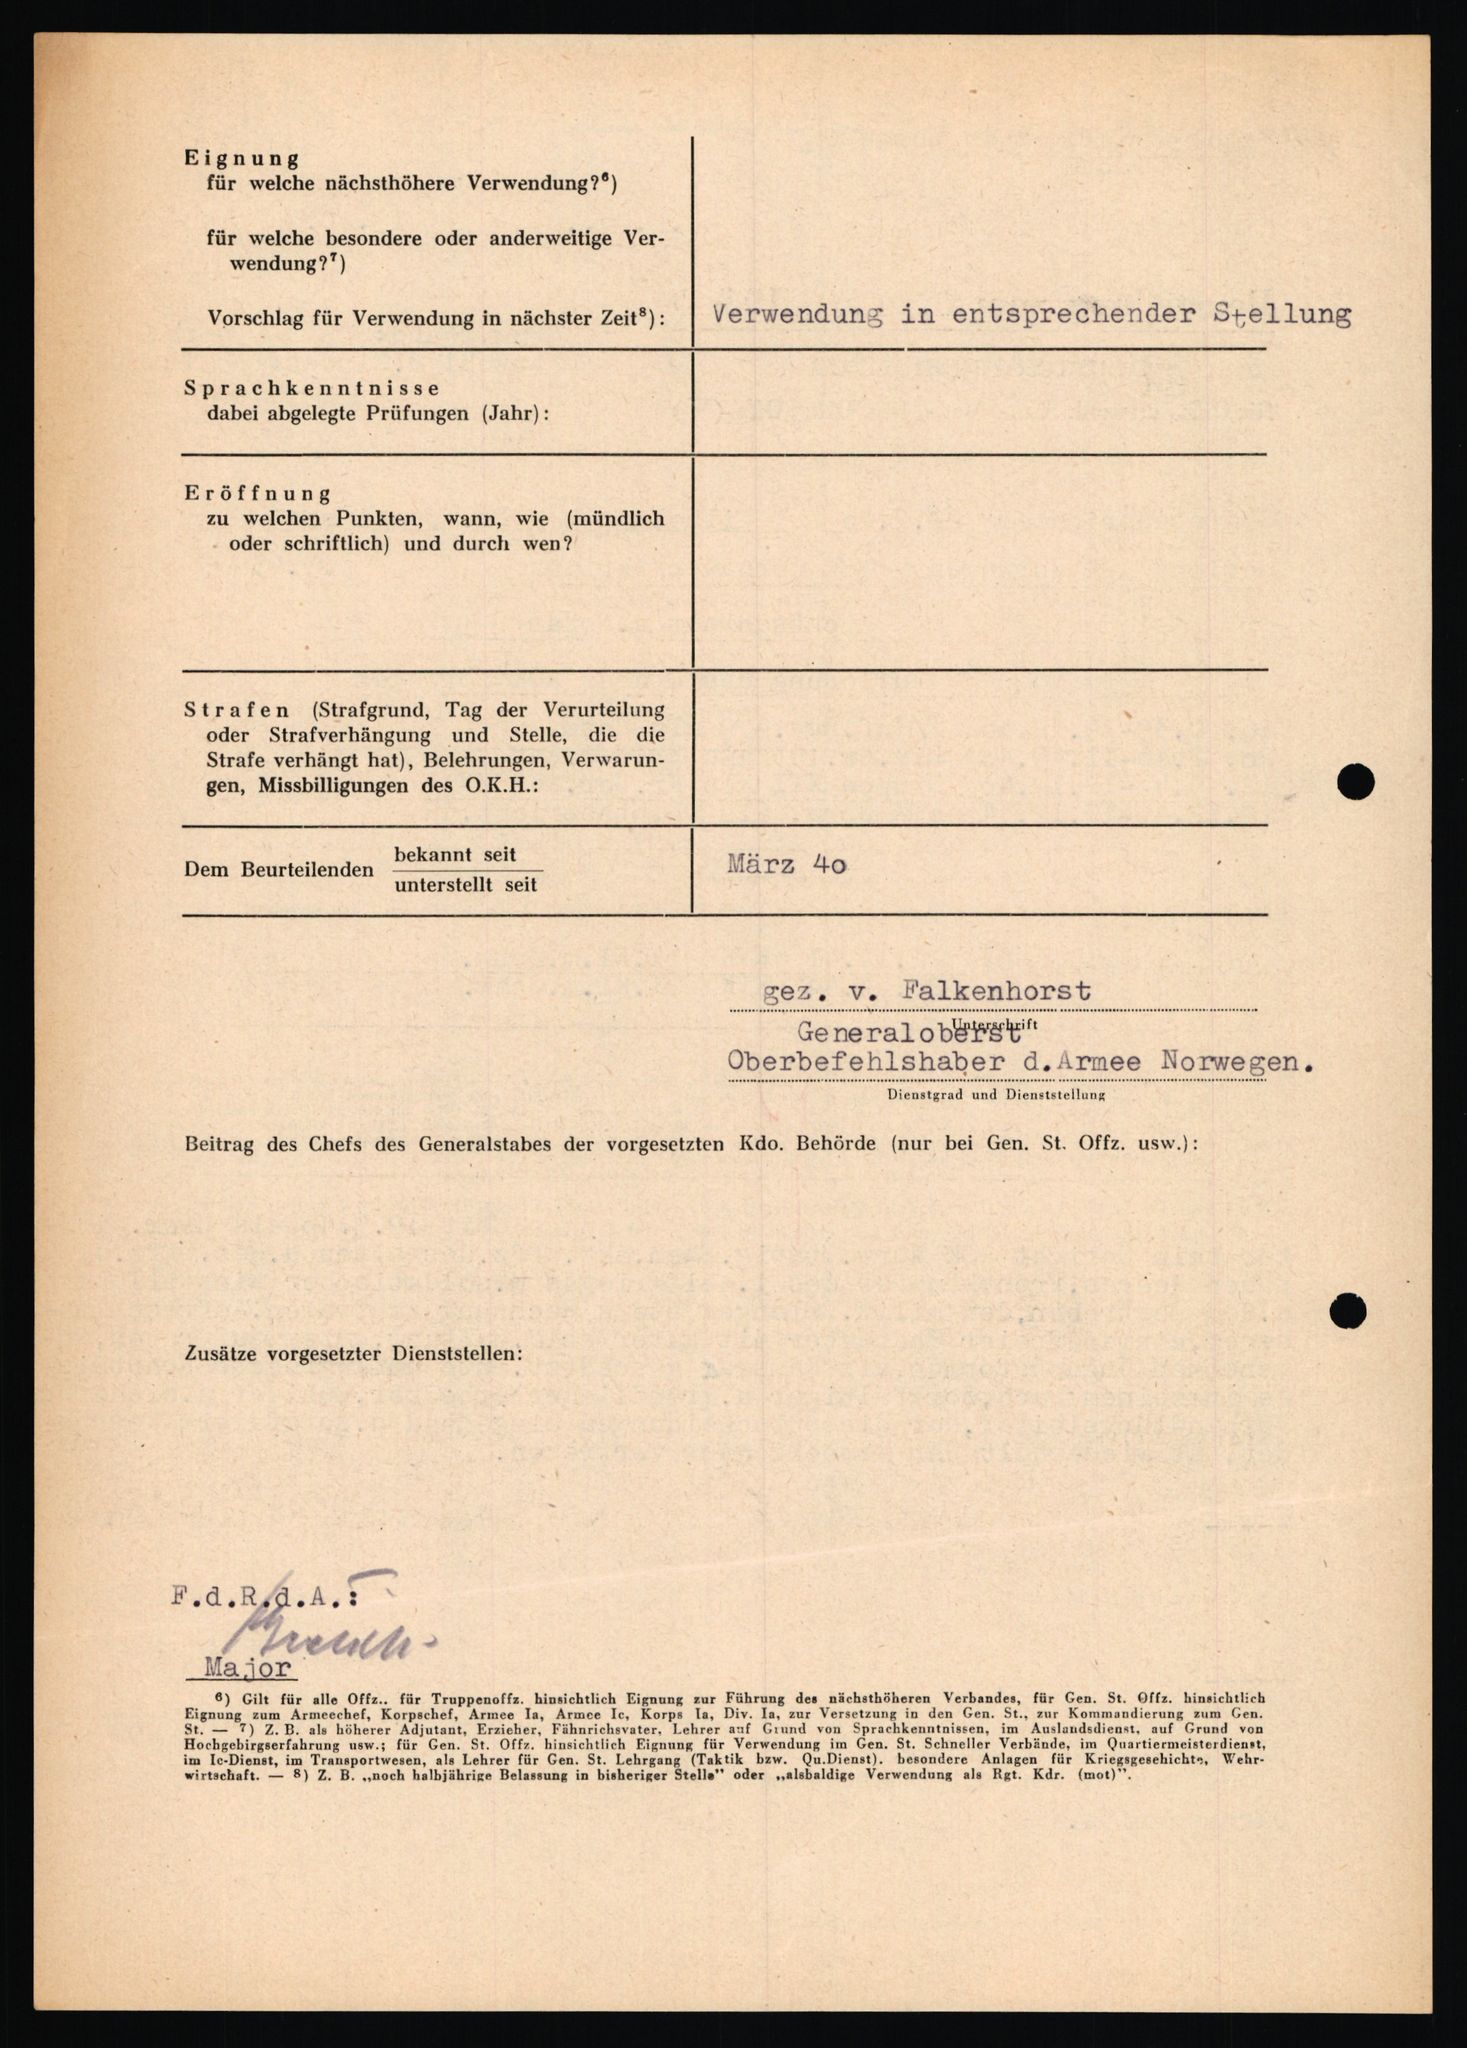 Eignung
für welche nächsthöhere Verwendung?⁶)
für welche besondere oder anderweitige Ver-
wendung?⁷)
Vorschlag für Verwendung in nächster Zeit⁸): Verwendung in entsprechender Stellung
Sprachkenntnisse
dabei abgelegte Prüfungen (Jahr):
Eröffnung
zu welchen Punkten, wann, wie (mündlich
oder schriftlich) und durch wen?
Strafen (Strafgrund, Tag der Verurteilung
oder Strafverhängung und Stelle, die die
Strafe verhängt hat), Belehrungen, Verwarun-
gen, Missbilligungen des O.K.H.:
bekannt seit
Dem Beurteilenden März 40
unterstellt seit
gez. v. Falkenhorst
Unterschrift
Generaloberst
Oberbefehlshaber d.Armee Norwegen.
Dienstgrad und Dienststellung
Beitrag des Chefs des Generalstabes der vorgesetzten Kdo. Behörde (nur bei Gen. St. Offz. usw.):
Zusätze vorgesetzter Dienststellen:
F.d.R.d.A.:
Major
⁶) Gilt für alle Offz.. für Truppenoffz. hinsichtlich Eignung zur Führung des nächsthöheren Verbandes, für Gen. St. Offz. hinsichtlich
Eignung zum Armeechef, Korpschef, Armee Ia, Armee Ic, Korps Ia, Div. Ia, zur Versetzung in den Gen. St., zur Kommandierung zum Gen.
St. — ⁷) Z. B. als höherer Adjutant, Erzieher, Fähnrichsvater, Lehrer auf Grund von Sprachkenntnissen, im Auslandsdienst, auf Grund von
Hochgebirgserfahrung usw.; für Gen. St. Offz. hinsichtlich Eignung für Verwendung im Gen. St. Schneller Verbände, im Quartiermeisterdienst,
im Ic-Dienst, im Transportwesen, als Lehrer für Gen. St. Lehrgang (Taktik bzw. Qu.Dienst). besondere Anlagen für Kriegsgeschichte, Wehr-
wirtschaft. — ⁸) Z. B. „noch halbjährige Belassung in bisheriger Stelle” oder „alsbaldige Verwendung als Rgt. Kdr. (mot)”.